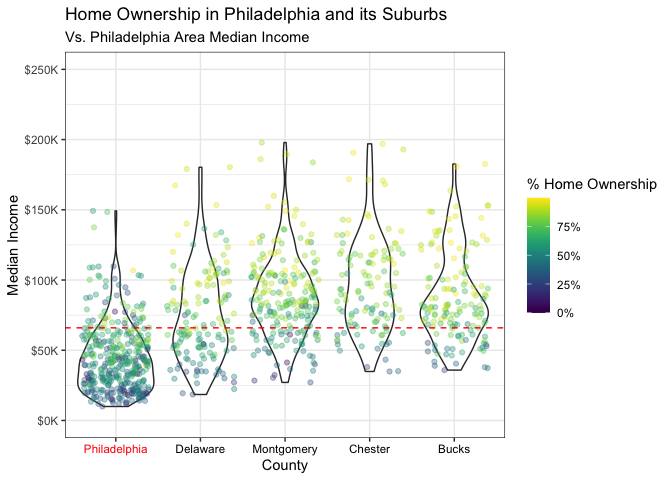 Home Ownership in Philadelphia and its Suburbs
Vs. Philadelphia Area Median Income
$250K
$200K
$150K
$100K
$50K
$0K
Median Income
Philadelphia
Delaware
Montgomery
Chester
Bucks
County
% Home Ownership
75%
50%
25%
0%